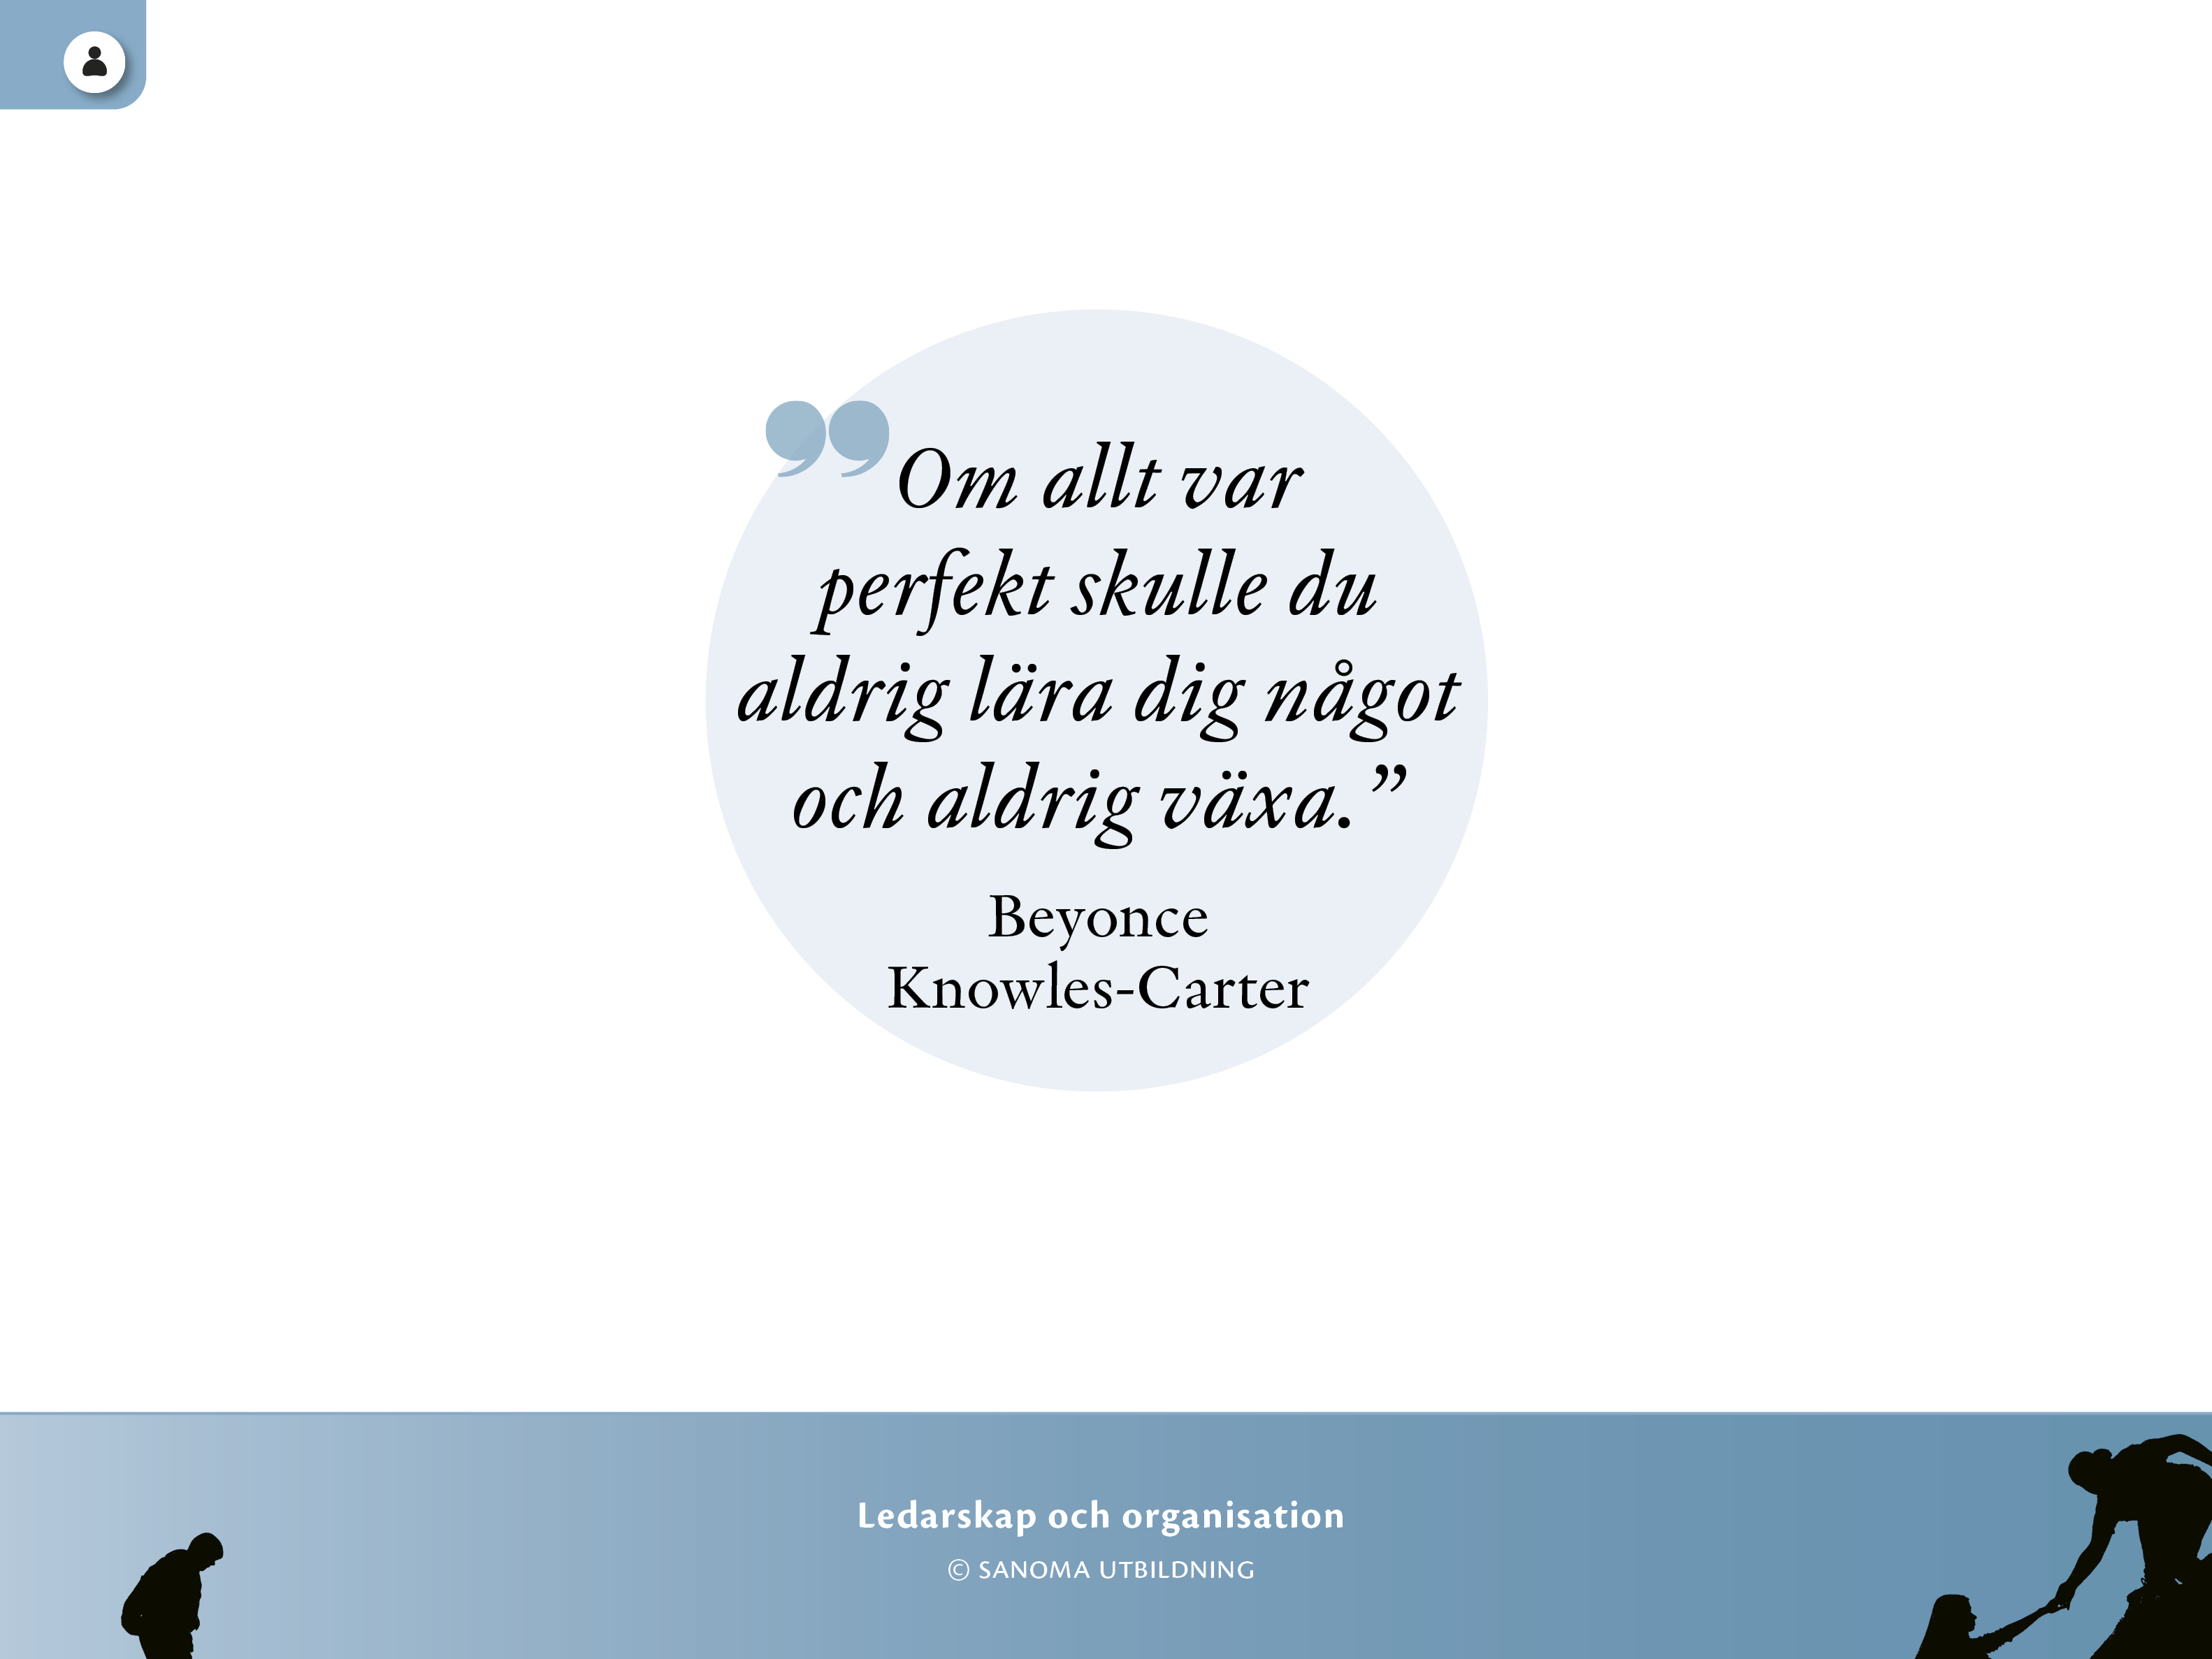 ”Om allt var
perfekt skulle du
aldrig lära dig något
och aldrig växa.”
Beyonce
Knowles-Carter
Ledarskap och organisation
© SANOMA UTBILDNING